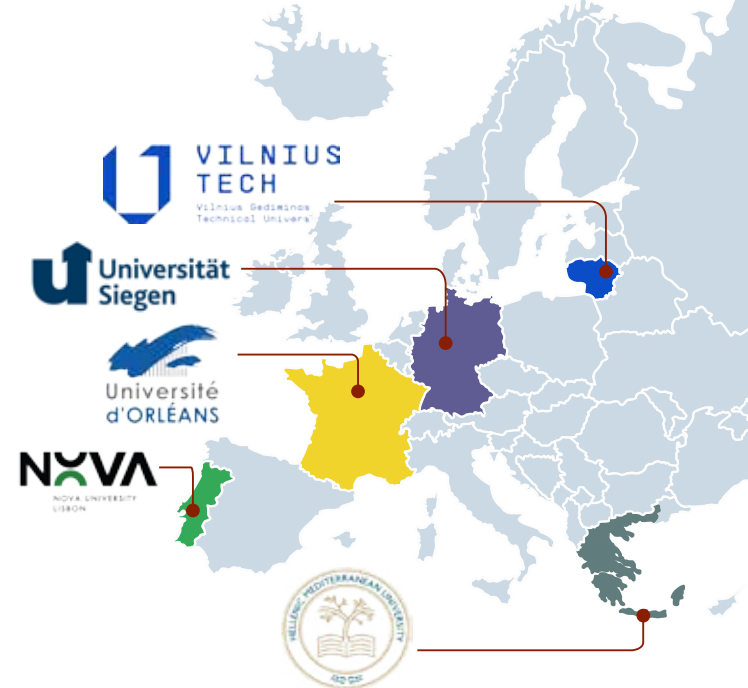 VILNIUS
TECH
Vilnius Gediminas
Technical Univers
Universität
Siegen
Université
d'ORLÉANS
NOVA
NOVA UNIVERSITY
LISBON
HELLENIC MEDITERRANEAN UNIVERSITY